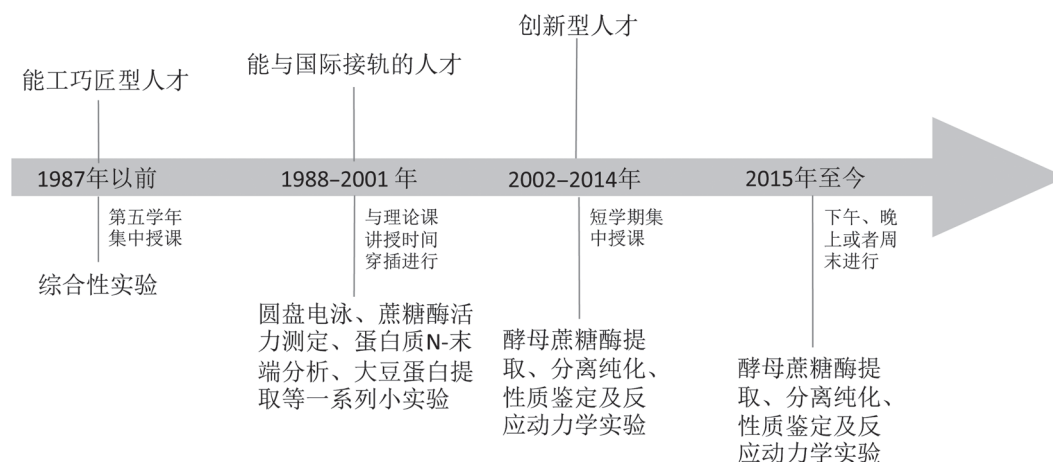 创新型人才
能与国际接轨的人才
能工巧匠型人才
1987年以前
1988–2001 年
2002–2014年
2015年至今
第五学年
集中授课
与理论课
讲授时间
穿插进行
短学期集
中授课
下午、晚
上或者周
末进行
综合性实验
圆盘电泳、蔗糖酶活
力测定、蛋白质N-末
端分析、大豆蛋白提
取等一系列小实验
酵母蔗糖酶提
取、分离纯化、
性质鉴定及反
应动力学实验
酵母蔗糖酶提
取、分离纯化、
性质鉴定及反
应动力学实验